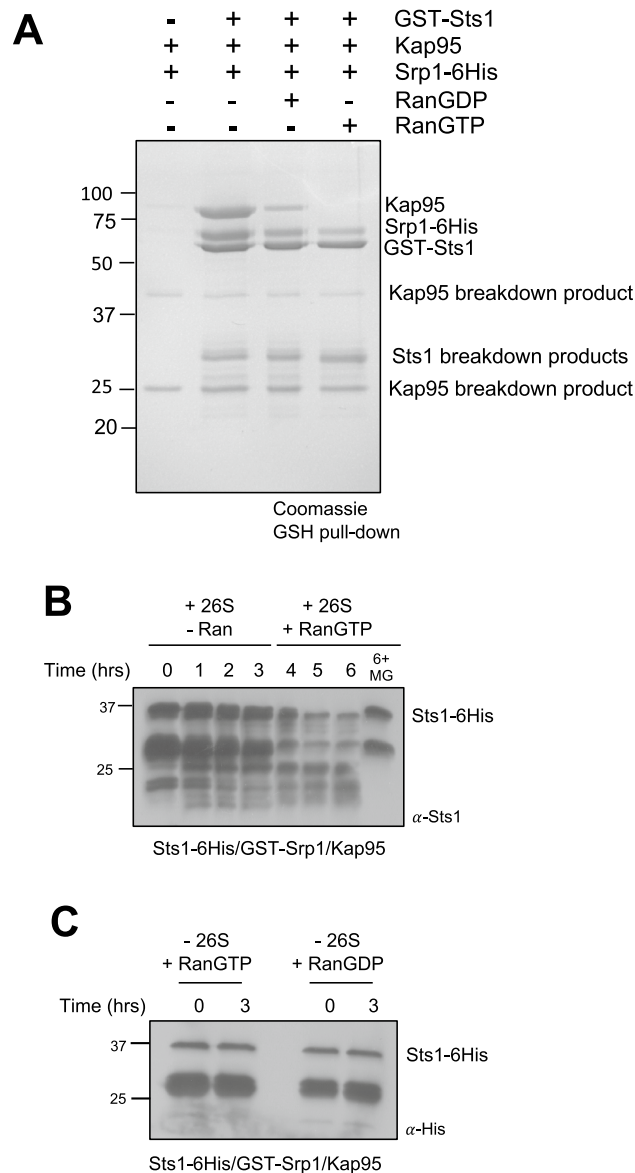 A
- + + + GST-Sts1
+ + + + Kap95
+ + + + Srp1-6His
- - + - RanGDP
- - - + RanGTP
100
75
50
37
25
20
Kap95
Srp1-6His
GST-Sts1
Kap95 breakdown product
Sts1 breakdown products
Kap95 breakdown product
Coomassie
GSH pull-down
B
+ 26S + 26S
- Ran + RanGTP
Time (hrs) 0 1 2 3 4 5 6 6+ MG
37
25
Sts1-6His
α-Sts1
Sts1-6His/GST-Srp1/Kap95
C
- 26S - 26S
+ RanGTP + RanGDP
Time (hrs) 0 3 0 3
37
25
Sts1-6His
α-His
Sts1-6His/GST-Srp1/Kap95